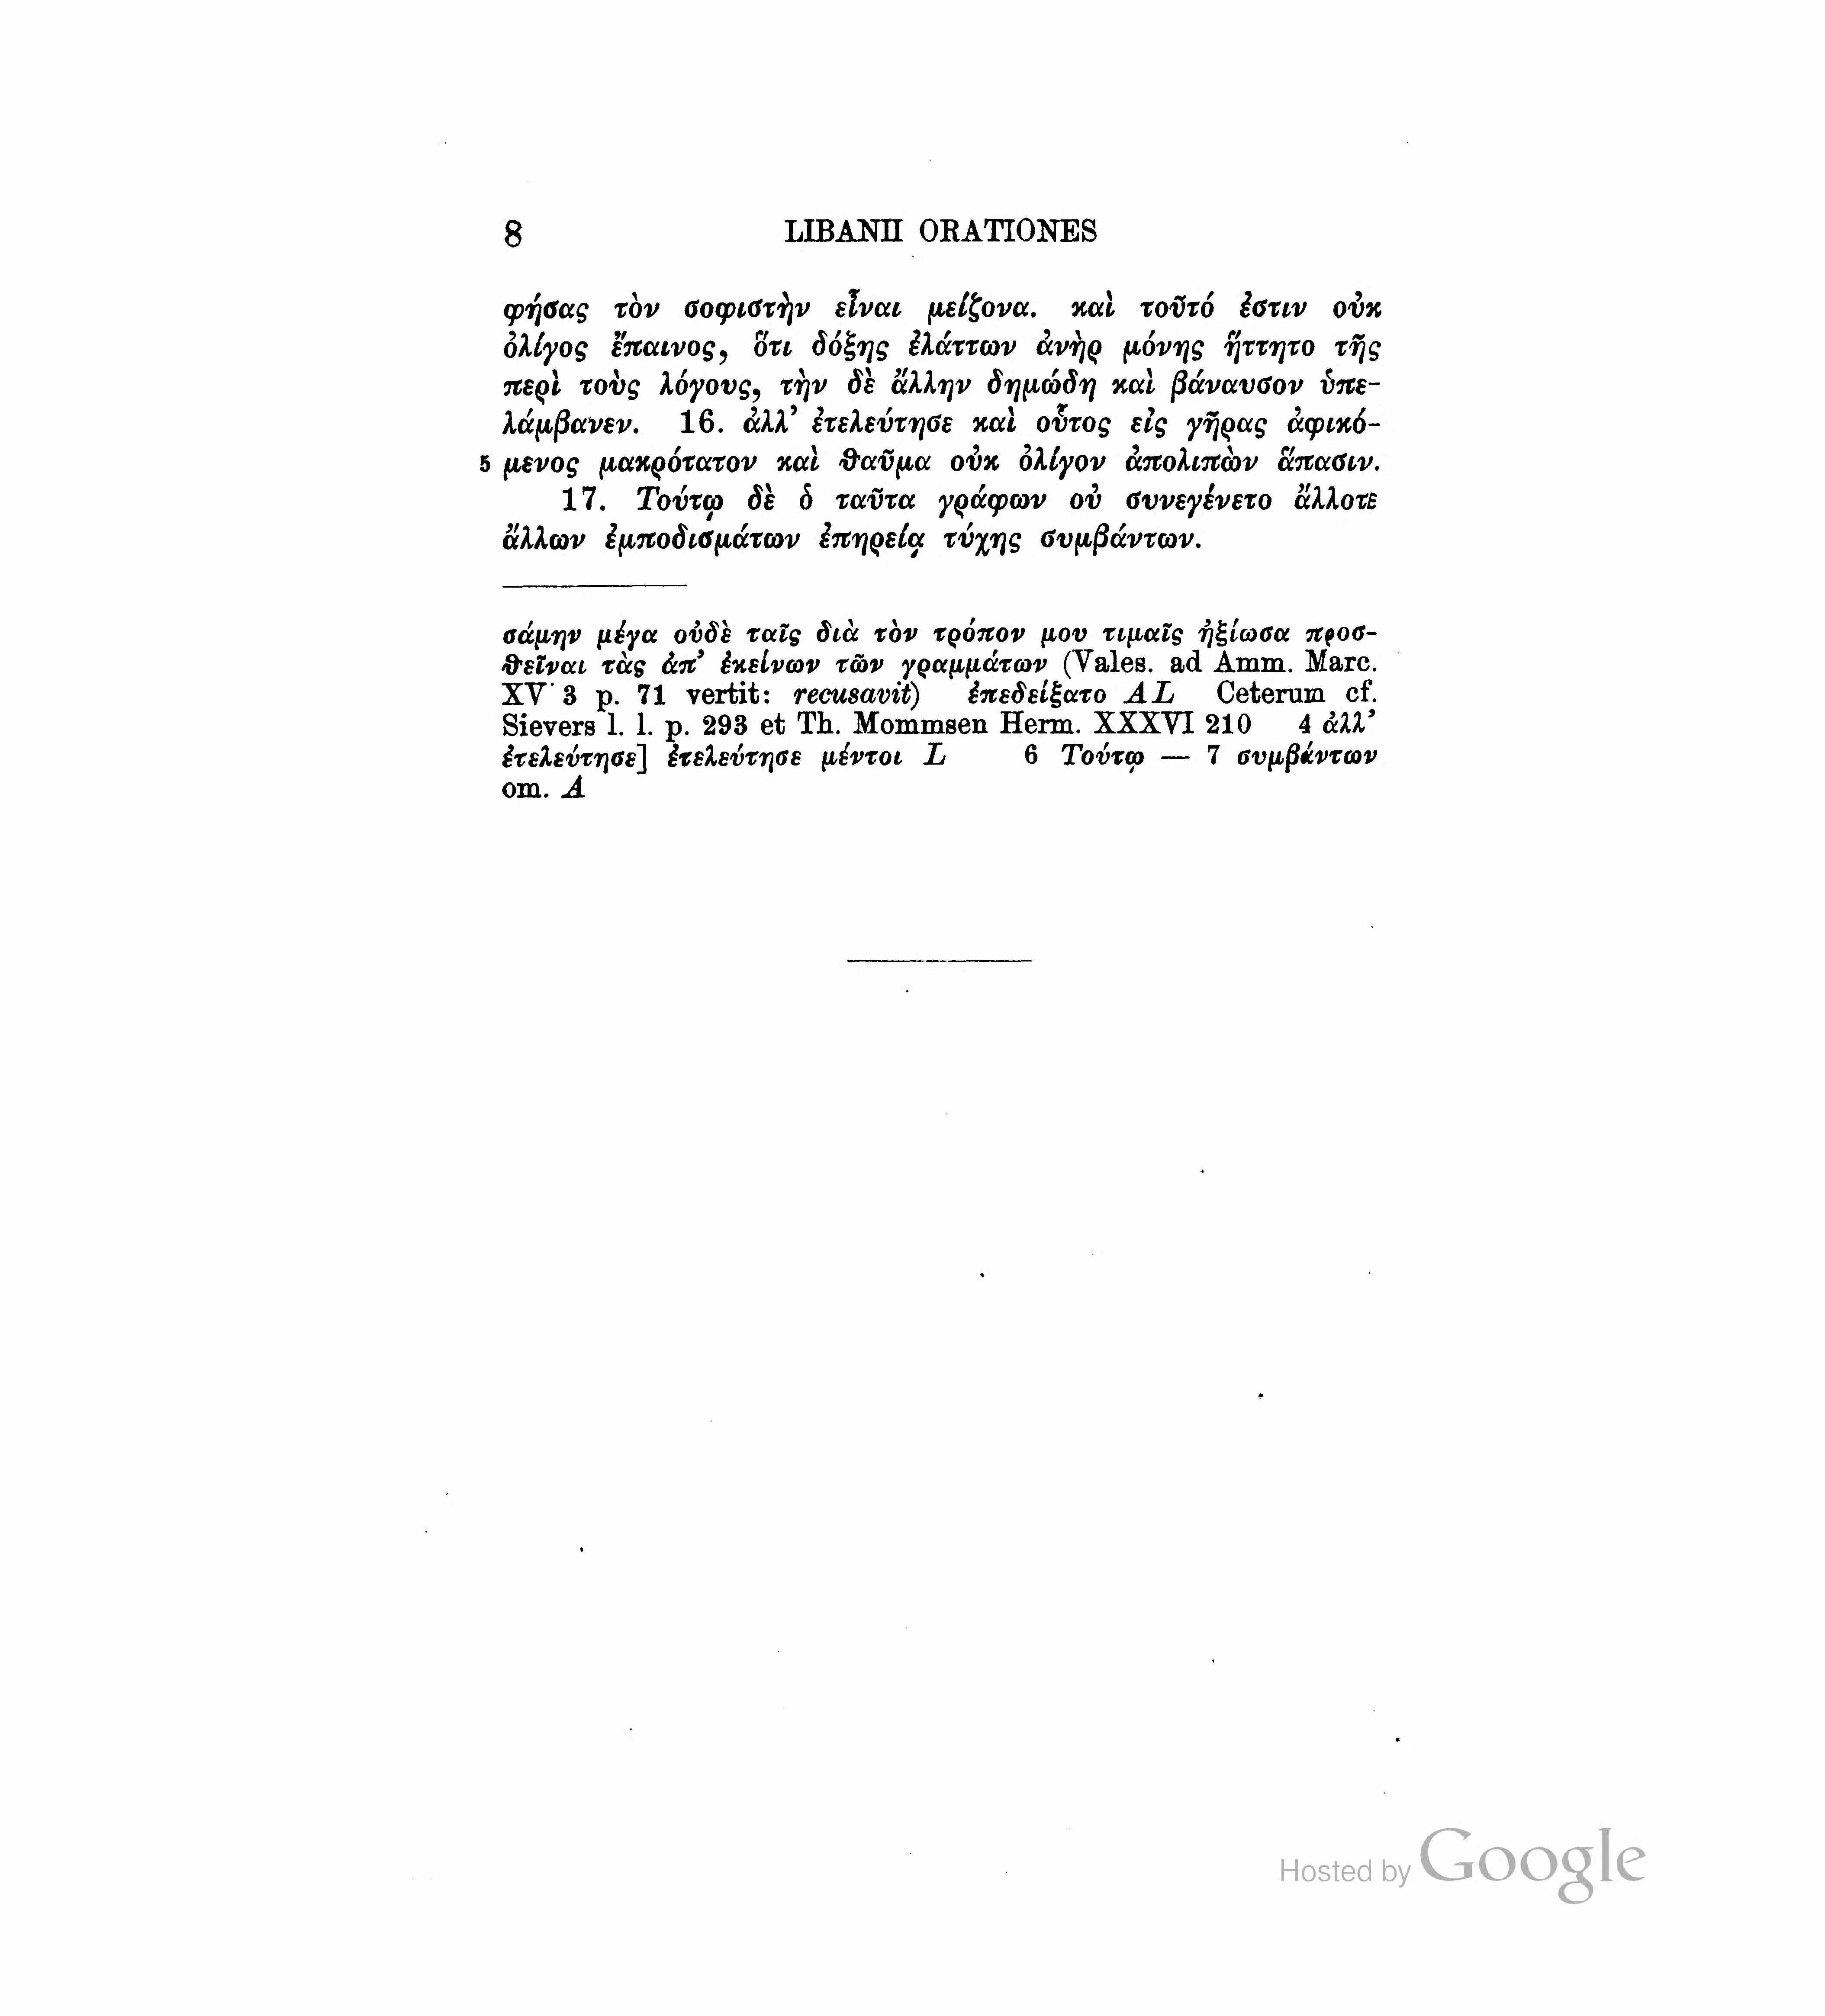 8 LIBANII ORATIONES
φήσας τὸν σοφιστὴν εἶναι μείζονα. καὶ τοῦτό ἐστιν οὐκ
ὀλίγος ἔπαινος, ὅτι δόξης ἐλάττων ἀνὴρ μόνης ἥττητο τῆς
περὶ τοὺς λόγους, τὴν δὲ ἄλλην δημώδη καὶ βάναυσον ὑπε-
λάμβανεν. 16. ἀλλ’ ἐτελεύτησε καὶ οὗτος εἰς γῆρας ἀφικό-
5 μενος μακρότατον καὶ ϑαῦμα οὐκ ὀλίγον ἀπολιπὼν ἅπασιν.
17. Τούτῳ δὲ ὁ ταῦτα γράφων οὐ συνεγένετο ἄλλοτε
ἄλλων ἐμποδισμάτων ἐπηρείᾳ τύχης συμβάντων.
σάμην μέγα οὐδὲ ταῖς διὰ τὸν τρόπον μου τιμαῖς ἠξίωσα προσ-
ϑεῖναι τὰς ἀπ’ ἐκείνων τῶν γραμμάτων (Vales. ad Amm. Marc.
XV 3 p. 71 vertit: recusavit) ἐπεδείξατο AL Ceterum cf.
Sievers l. l. p. 293 et Th. Mommsen Herm. XXXVI 210 4 ἀλλ’
ἐτελεύτησε] ἐτελεύτησε μέντοι L 6 Τούτῳ — 7 συμβάντων
om. A
Hosted by Google